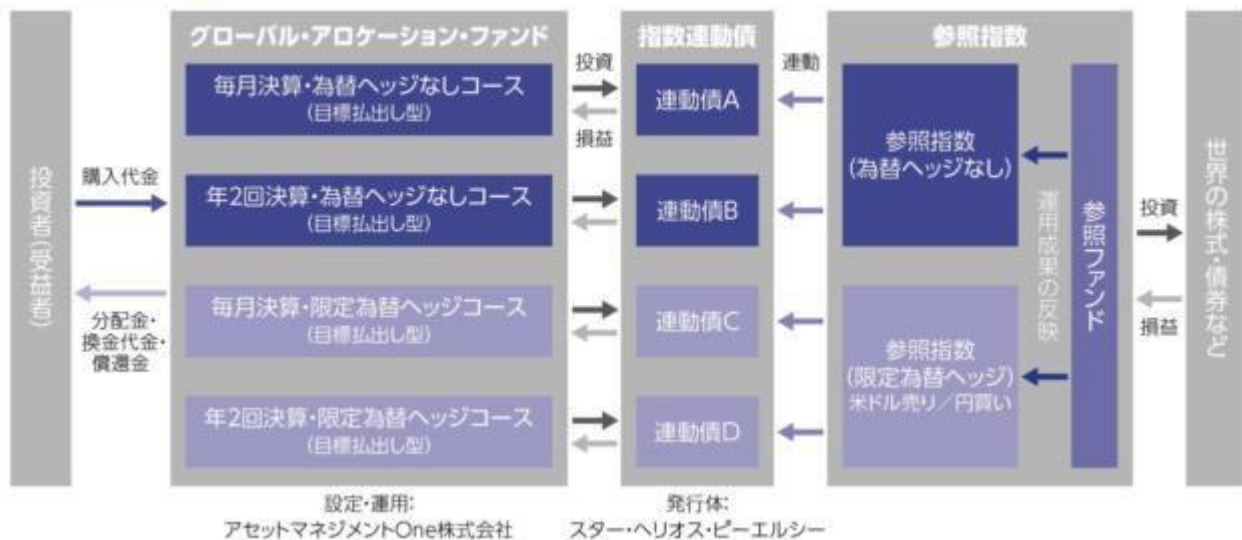 グローバル・アロケーション・ファンド
指数連動債
参照指数
毎月決算・為替ヘッジなしコース
(目標払出し型)
年2回決算・為替ヘッジなしコース
(目標払出し型)
毎月決算・限定為替ヘッジコース
(目標払出し型)
年2回決算・限定為替ヘッジコース
(目標払出し型)
投資者(受益者)
購入代金
分配金・
換金代金・
償還金
投資
損益
連動債A
連動債B
連動債C
連動債D
連動
参照指数
(為替ヘッジなし)
参照指数
(限定為替ヘッジ)
米ドル売り/円買い
運用成果の反映
参照ファンド
投資
損益
世界の株式・債券など
設定・運用:
アセットマネジメントOne株式会社
発行体:
スター・ヘリオス・ピーエルシー